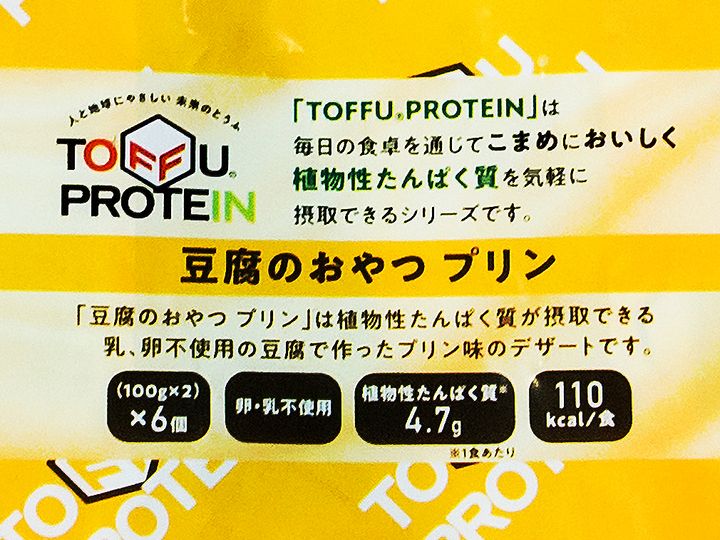 人と地球にやさしい 未来のとうふ
TOFFU®
PROTEIN
「TOFFU® PROTEIN」は
毎日の食卓を通じてこまめにおいしく
植物性たんぱく質を気軽に
摂取できるシリーズです。
豆腐のおやつ プリン
「豆腐のおやつ プリン」は植物性たんぱく質が摂取できる
乳、卵不使用の豆腐で作ったプリン味のデザートです。
(100g×2)
×6個
卵・乳不使用
植物性たんぱく質※
4.7g
110
kcal/食
※1食あたり
TOFFU
PROTEIN
TOFFU
PROTEIN